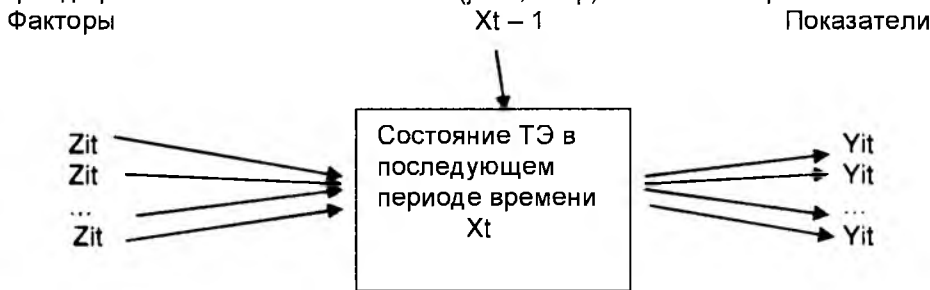 Факторы Xt – 1 Показатели
Zit
Zit
...
Zit
Состояние ТЭ в
последующем
периоде времени
Xt
Yit
Yit
...
Yit